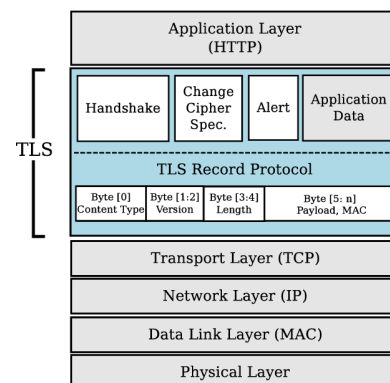 Application Layer
(HTTP)
TLS
Handshake
Change
Cipher
Spec.
Alert
Application
Data
TLS Record Protocol
Byte [0]
Content Type
Byte [1:2]
Version
Byte [3:4]
Length
Byte [5: n]
Payload, MAC
Transport Layer (TCP)
Network Layer (IP)
Data Link Layer (MAC)
Physical Layer